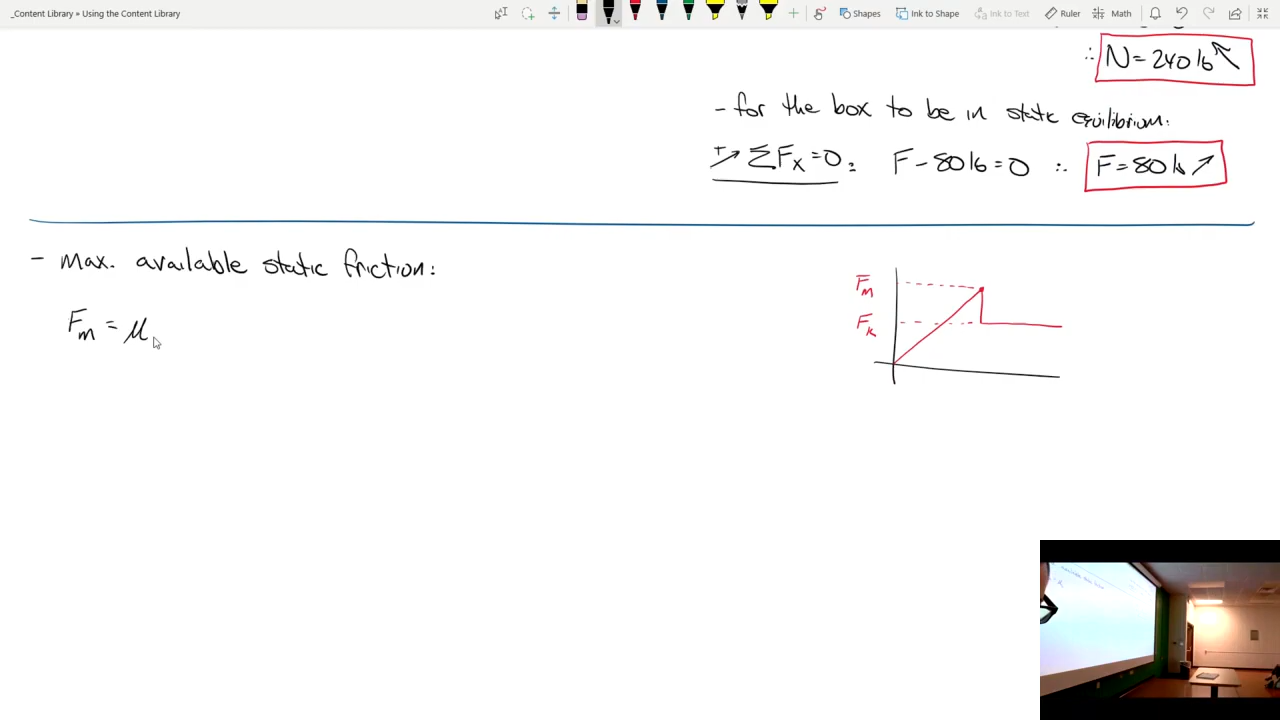 _Content Library » Using the Content Library
Shapes
Ink to Shape
Ink to Text
Ruler
Math
∴ N = 240 lb ↖
- for the box to be in static equilibrium:
+↗ ΣFx = 0: F - 80 lb = 0 ∴ F = 80 lb ↗
- max. available static friction:
Fm = μ
Fm
Fk